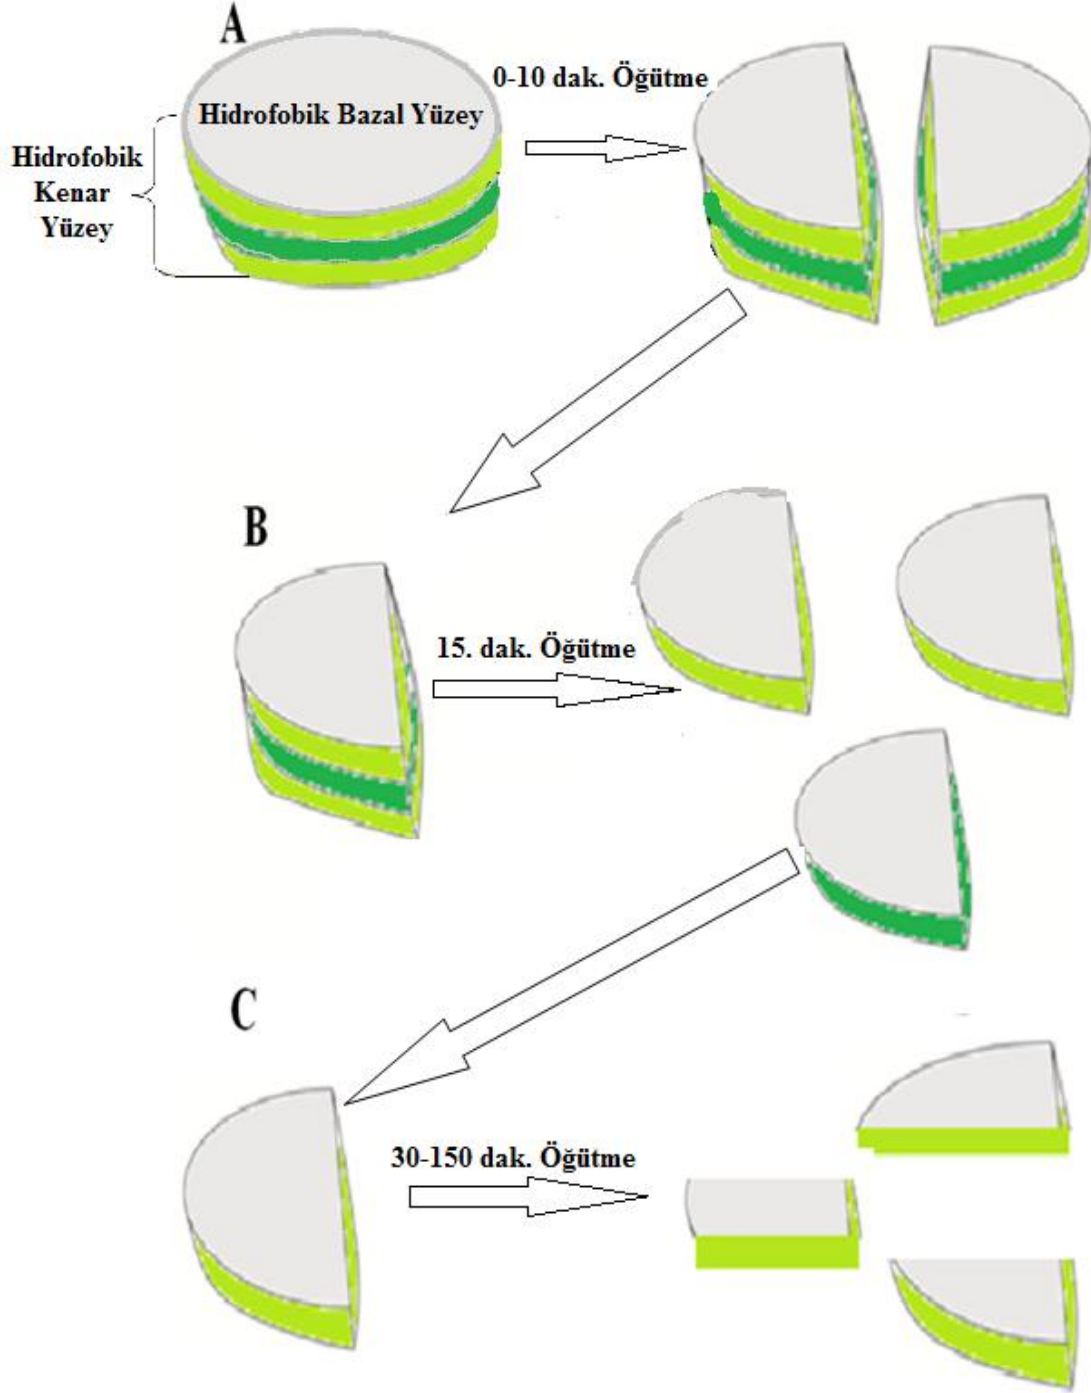 A
0-10 dak. Öğütme
Hidrofobik Bazal Yüzey
Hidrofobik
Kenar
Yüzey
B
15. dak. Öğütme
C
30-150 dak. Öğütme